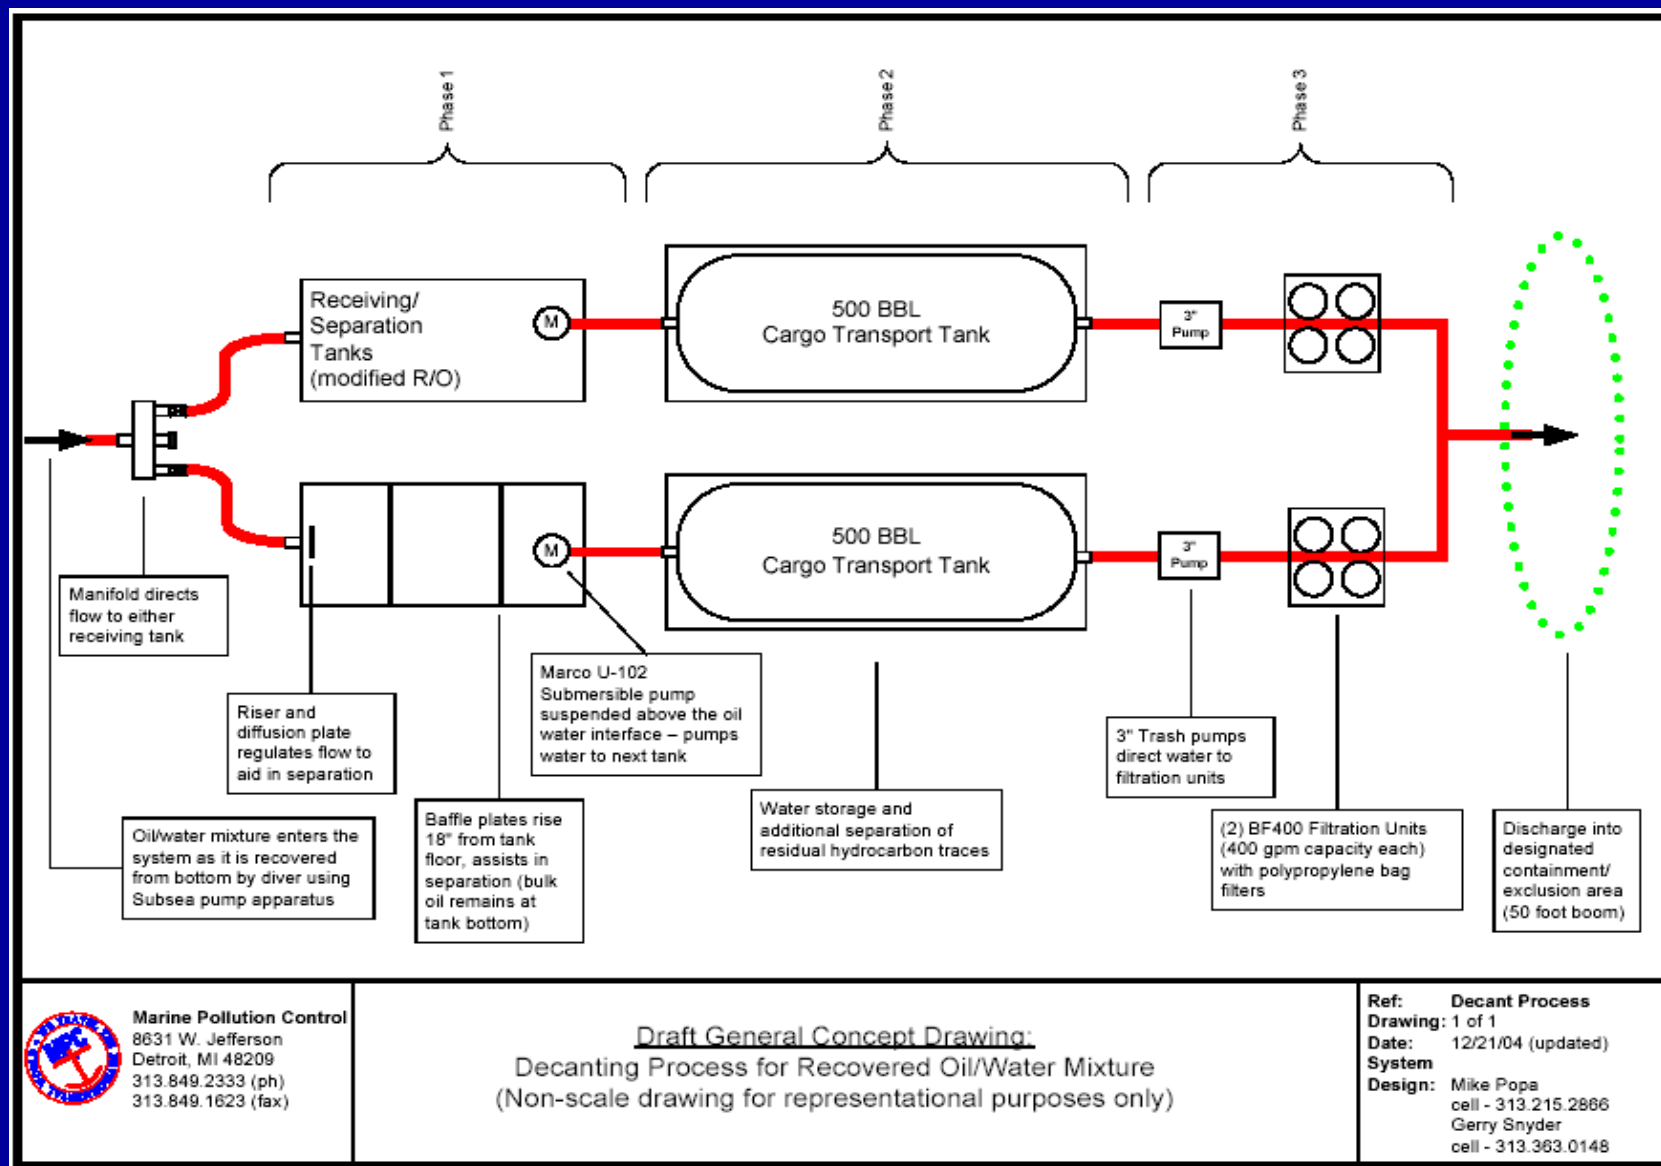 Phase 1
Phase 2
Phase 3
Receiving/
Separation
Tanks
(modified R/O)
M
500 BBL
Cargo Transport Tank
3"
Pump
M
500 BBL
Cargo Transport Tank
3"
Pump
Manifold directs
flow to either
receiving tank
Riser and
diffusion plate
regulates flow to
aid in separation
Oil/water mixture enters the
system as it is recovered
from bottom by diver using
Subsea pump apparatus
Baffle plates rise
18" from tank
floor, assists in
separation (bulk
oil remains at
tank bottom)
Marco U-102
Submersible pump
suspended above the oil
water interface – pumps
water to next tank
Water storage and
additional separation of
residual hydrocarbon traces
3" Trash pumps
direct water to
filtration units
(2) BF400 Filtration Units
(400 gpm capacity each)
with polypropylene bag
filters
Discharge into
designated
containment/
exclusion area
(50 foot boom)
MPC
Marine Pollution Control
8631 W. Jefferson
Detroit, MI 48209
313.849.2333 (ph)
313.849.1623 (fax)
Draft General Concept Drawing:
Decanting Process for Recovered Oil/Water Mixture
(Non-scale drawing for representational purposes only)
Ref: Decant Process
Drawing: 1 of 1
Date: 12/21/04 (updated)
System
Design: Mike Popa
cell - 313.215.2866
Gerry Snyder
cell - 313.363.0148